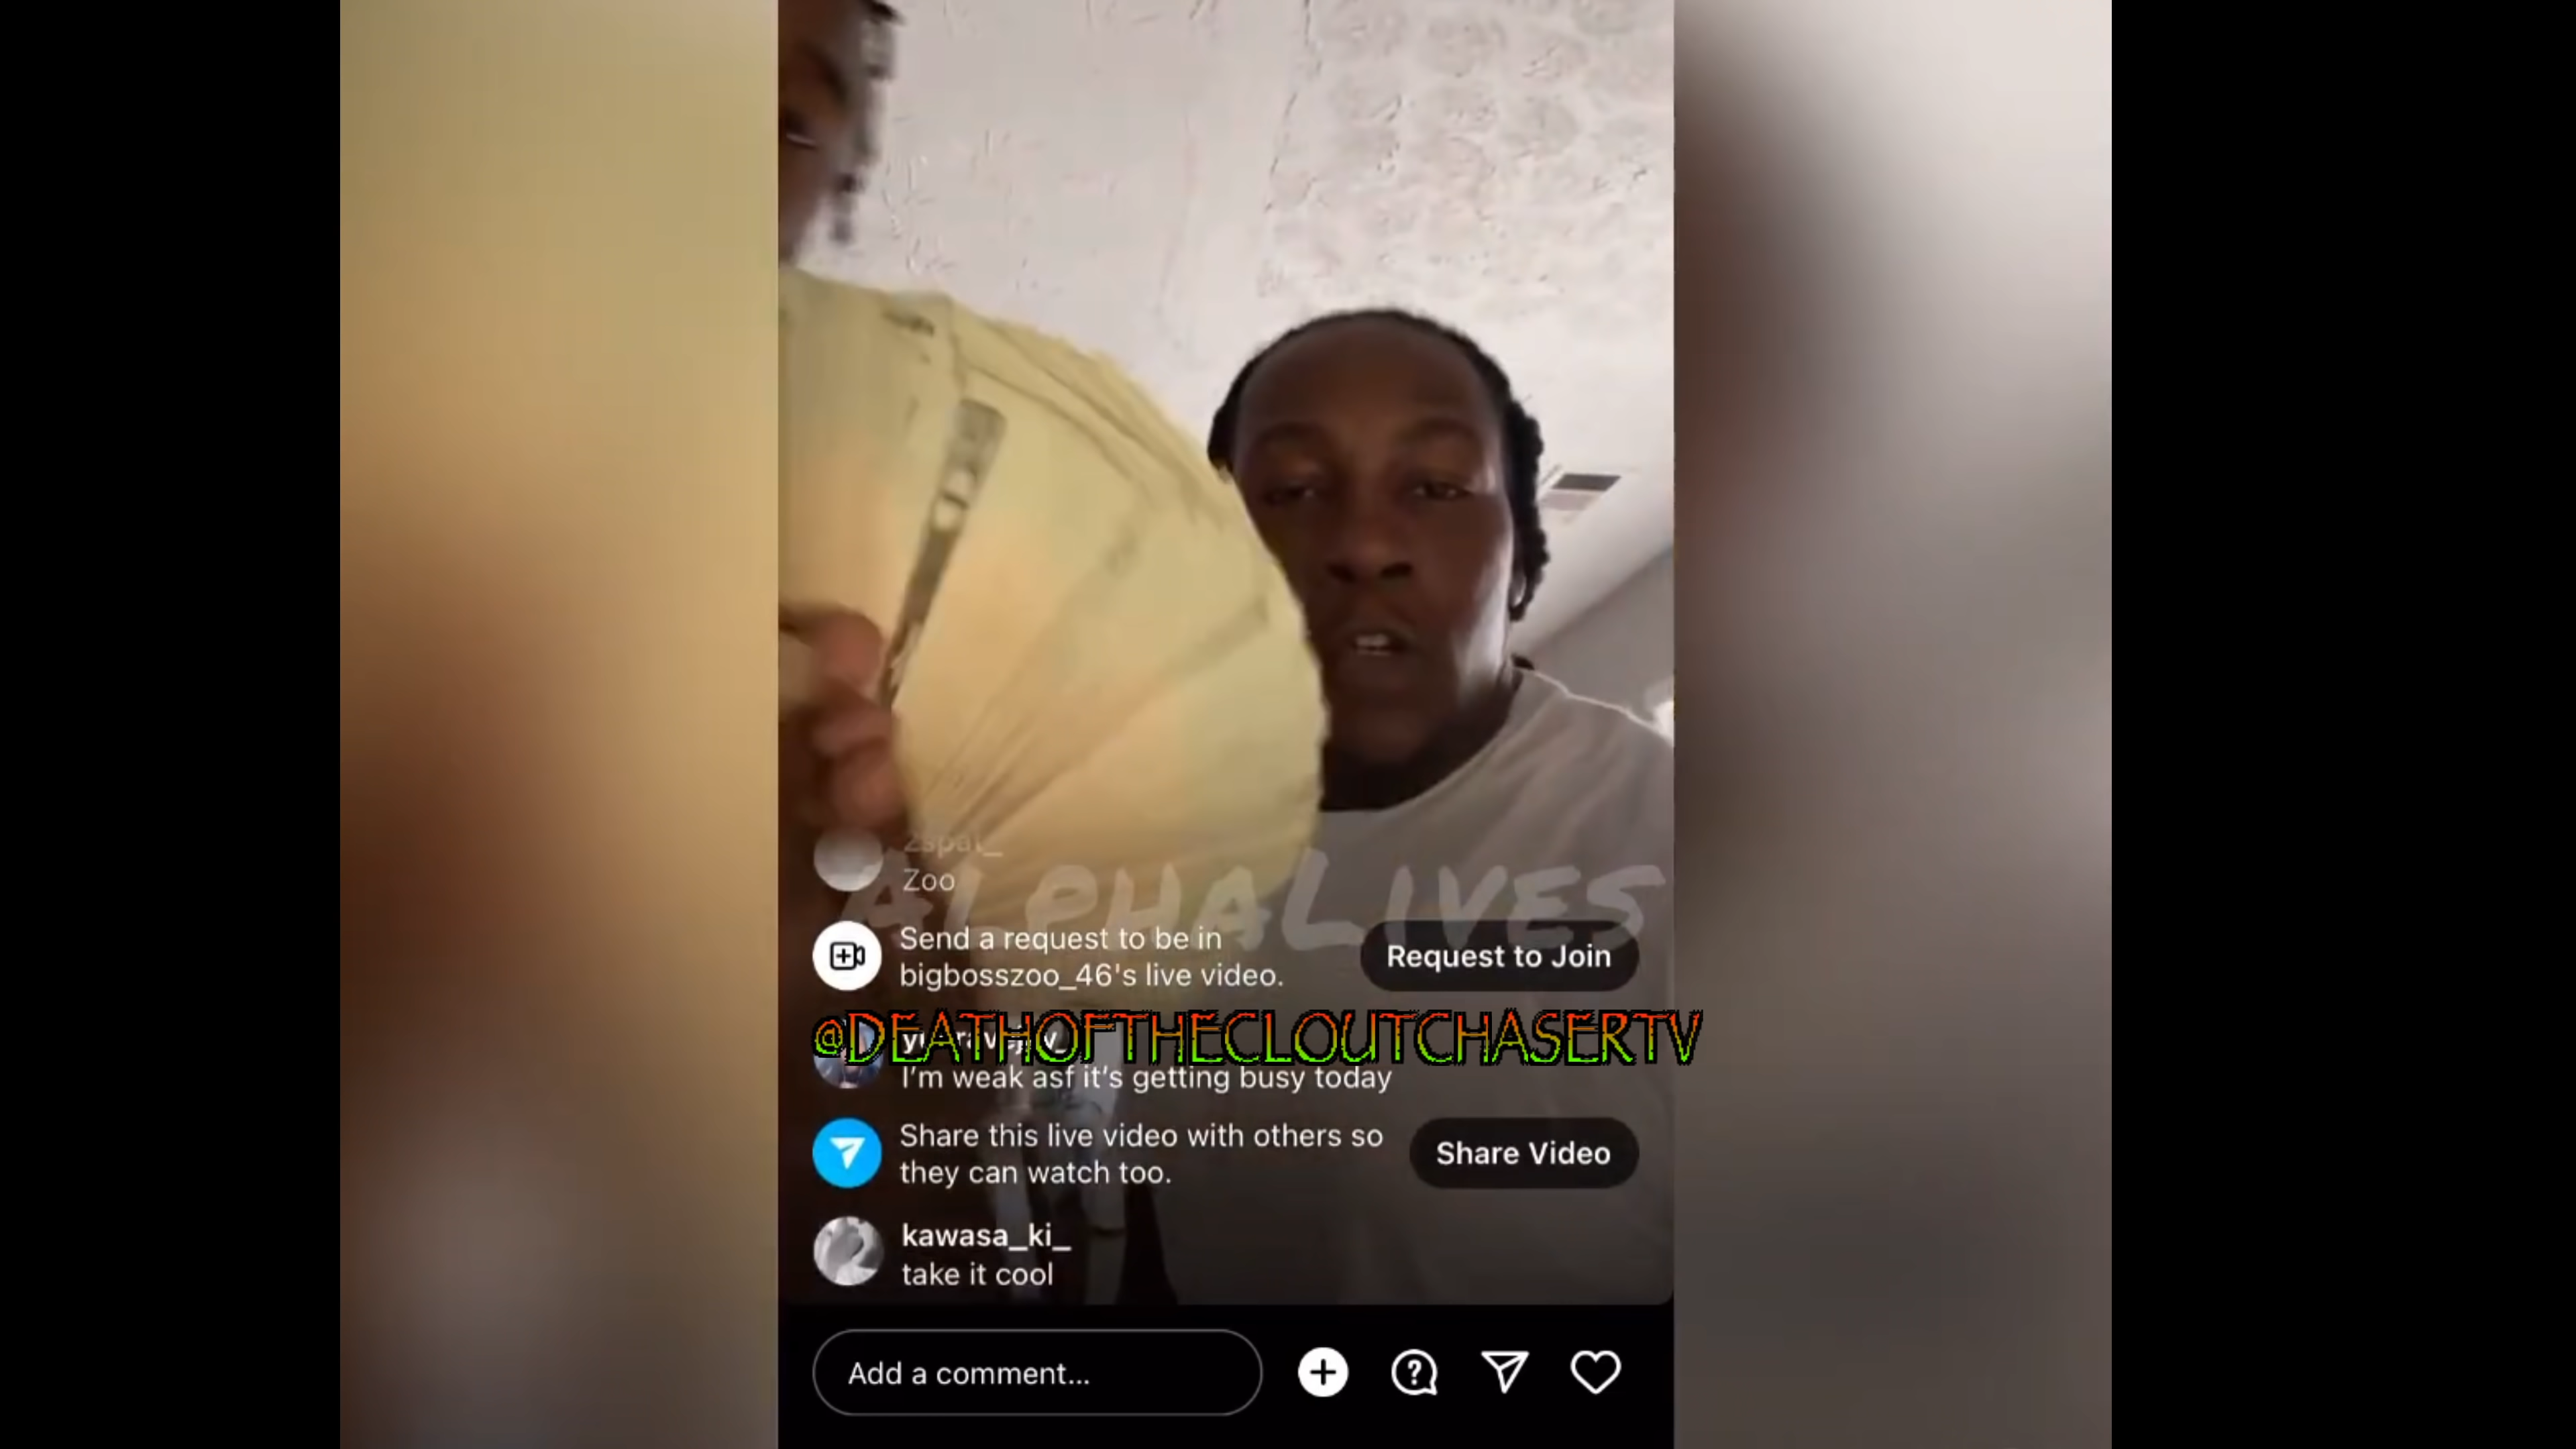 2spat_
Zoo
ALPHALIVES
Send a request to be in
bigbosszoo_46's live video.
Request to Join
@DEATHOFTHECLOUTCHASERTV
I'm weak asf it's getting busy today
Share this live video with others so
they can watch too.
Share Video
kawasa_ki_
take it cool
Add a comment...